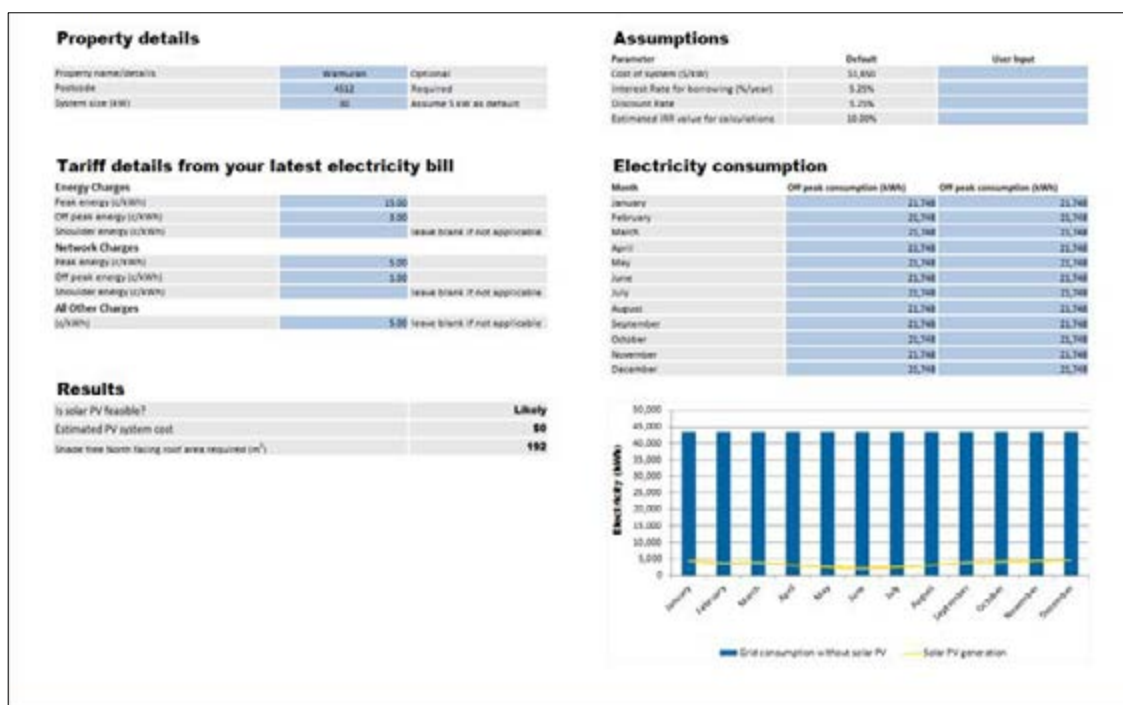 Property details
Property name/details Wamuran Optional
Postcode 4512 Required
System size (kW) 30 Assume 5 kW as default
Tariff details from your latest electricity bill
Energy Charges
Peak energy (c/kWh) 15.00
Off peak energy (c/kWh) 3.00
Shoulder energy (c/kWh) leave blank if not applicable
Network Charges
Peak energy (c/kWh) 5.00
Off peak energy (c/kWh) 1.00
Shoulder energy (c/kWh) leave blank if not applicable
All Other Charges
(c/kWh) 5.00 leave blank if not applicable
Results
Is solar PV feasible? Likely
Estimated PV system cost $0
Shade free North facing roof area required (m²) 192
Assumptions
Parameter Default User Input
Cost of system ($/kW)
Interest Rate for borrowing (%/year) 5.25%
Discount Rate 5.25%
Estimated IRR value for calculations 10.00%
Electricity consumption
Month Off peak consumption (kWh) Off peak consumption (kWh)
January 21,748 21,748
February 21,748 21,748
March 21,748 21,748
April 21,748 21,748
May 21,748 21,748
June 21,748 21,748
July 21,748 21,748
August 21,748 21,748
September 21,748 21,748
October 21,748 21,748
November 21,748 21,748
December 21,748 21,748
Electricity (kWh)
50,000
45,000
40,000
35,000
30,000
25,000
20,000
15,000
10,000
5,000
0
January February March April May June July August September October November December
Grid consumption without solar PV Solar PV generation